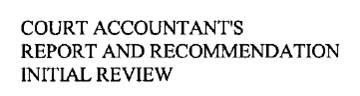 COURT ACCOUNTANT'S
REPORT AND RECOMMENDATION
INITIAL REVIEW